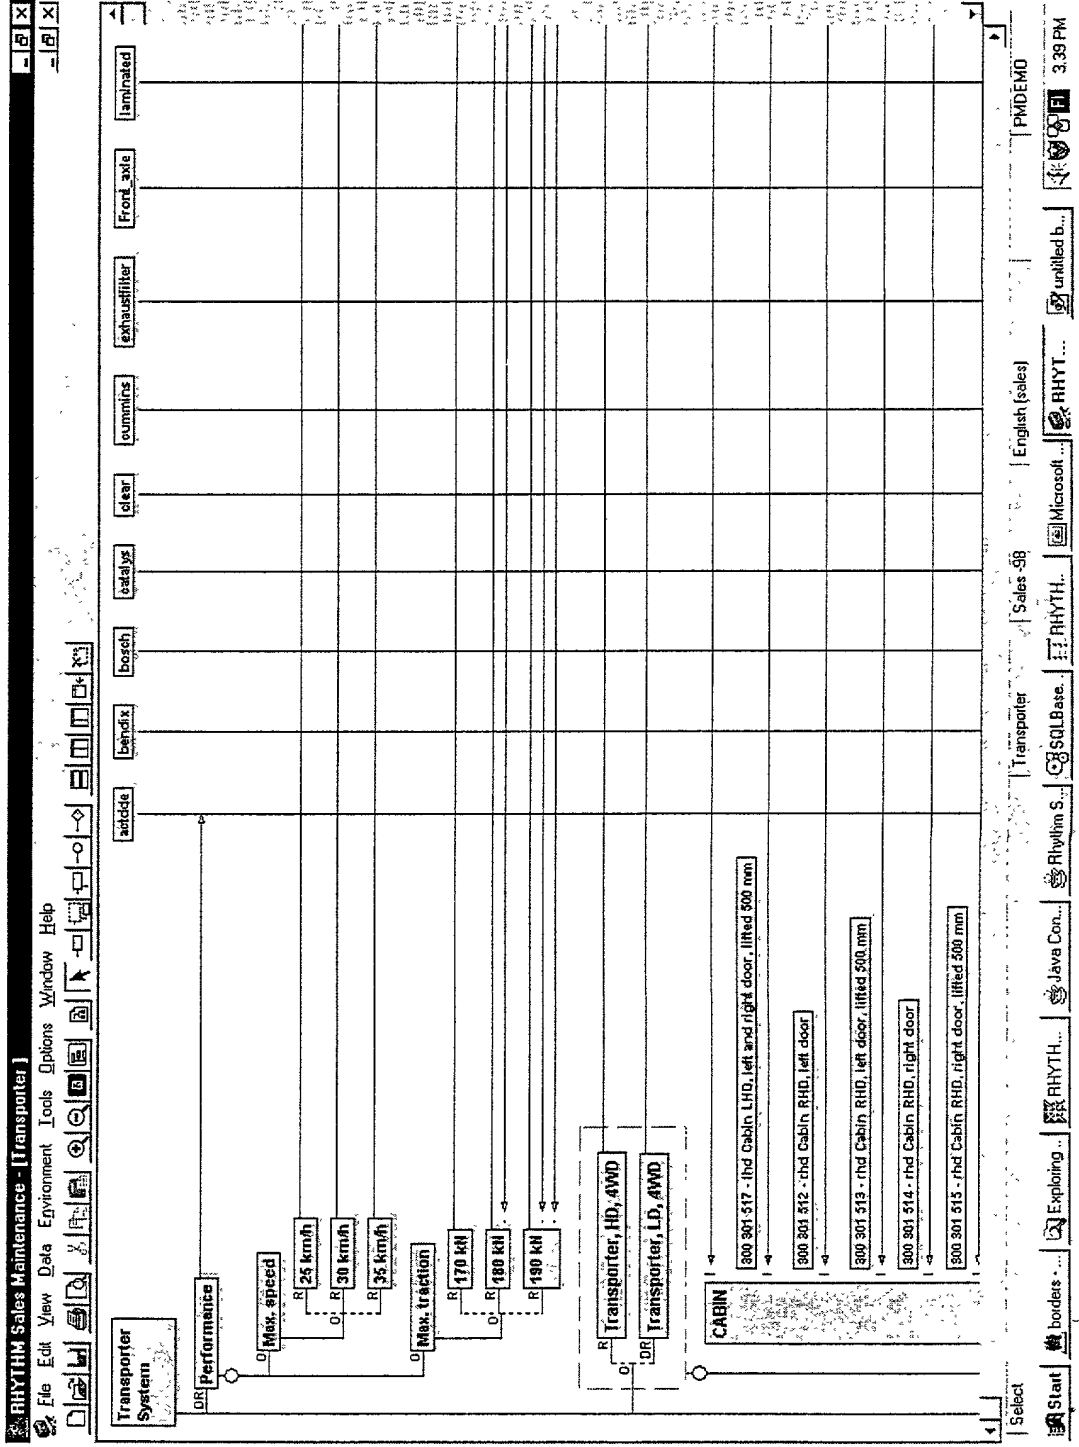 RHYTHM Sales Maintenance - [Transporter ]
File Edit View Data Environment Tools Options Window Help
Transporter System
actcide bendix bosch catalys clear cummins exhaustfilter Front_axle laminated
DR Performance
O Max. speed
R 25 km/h
O R 30 km/h
R 35 km/h
O Max. traction
R 170 kN
O R 180 kN
R 190 kN
R Transporter, HD, 4WD
O
DR Transporter, LD, 4WD
CABIN
300 301 517 - lhd Cabin LHD, left and right door, lifted 500 mm
300 301 512 - rhd Cabin RHD, left door
300 301 513 - rhd Cabin RHD, left door, lifted 500 mm
300 301 514 - rhd Cabin RHD, right door
300 301 515 - rhd Cabin RHD, right door, lifted 500 mm
Select Transporter Sales -98 English (sales) PMDEMO
Start borders - ... Exploring .. RHYTH... Java Con... Rhythm S... SQLBase.. RHYTH.. Microsoft ... RHYT... untitled b... 3:39 PM